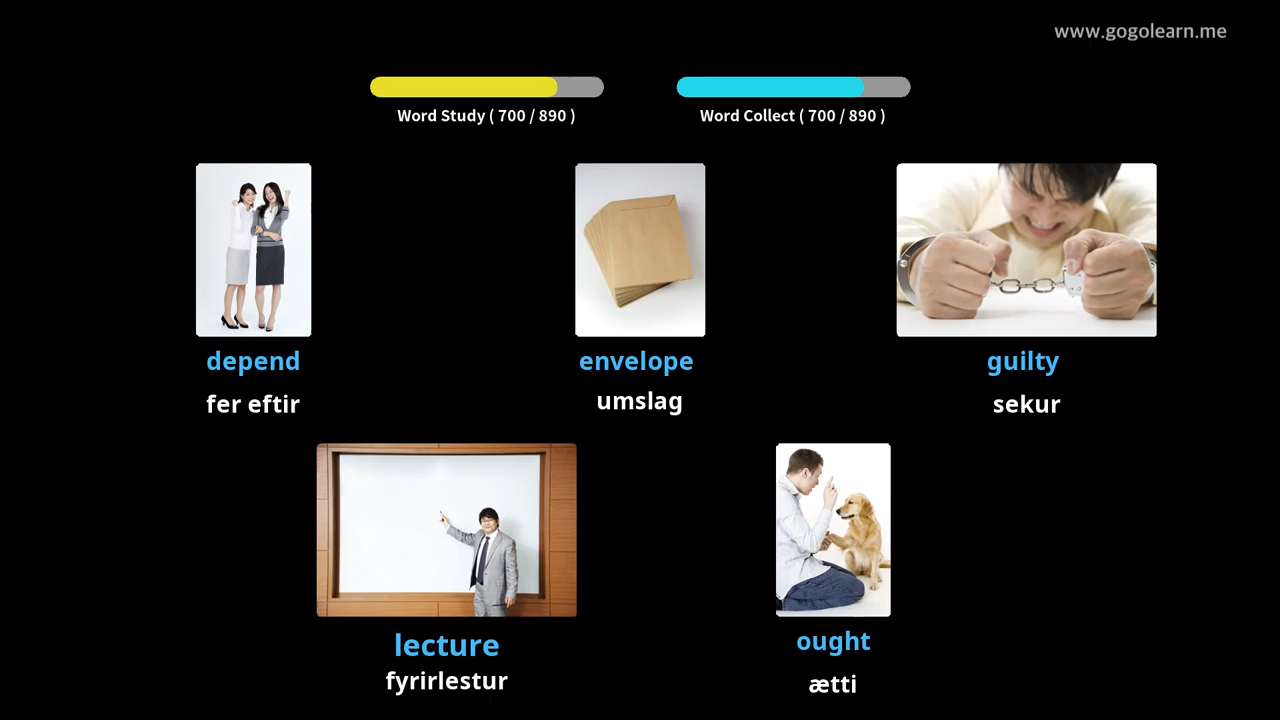 www.gogolearn.me
Word Study ( 700 / 890 )
Word Collect ( 700 / 890 )
depend
fer eftir
envelope
umslag
guilty
sekur
lecture
fyrirlestur
ought
ætti